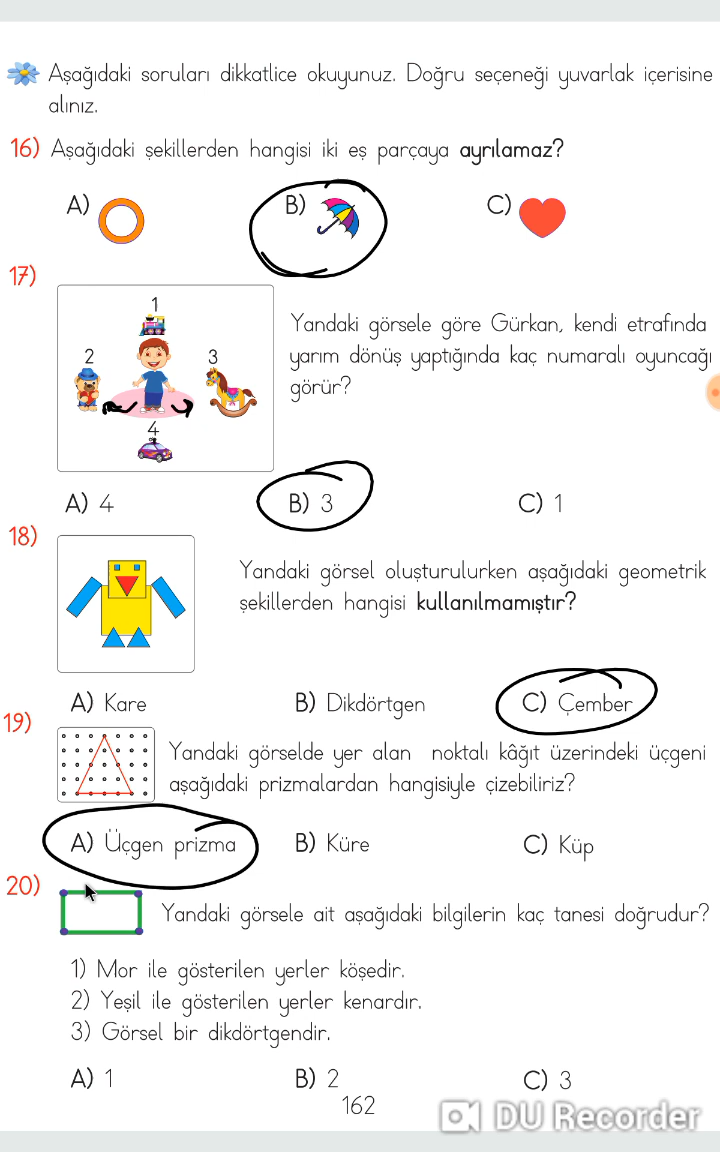 Aşağıdaki soruları dikkatlice okuyunuz. Doğru seçeneği yuvarlak içerisine
alınız.
16) Aşağıdaki şekillerden hangisi iki eş parçaya ayrılamaz?
A) B) C)
17)
1
2 3
4
Yandaki görsele göre Gürkan, kendi etrafında
yarım dönüş yaptığında kaç numaralı oyuncağı
görür?
A) 4 B) 3 C) 1
18)
Yandaki görsel oluşturulurken aşağıdaki geometrik
şekillerden hangisi kullanılmamıştır?
A) Kare B) Dikdörtgen C) Çember
19)
Yandaki görselde yer alan noktalı kâğıt üzerindeki üçgeni
aşağıdaki prizmalardan hangisiyle çizebiliriz?
A) Üçgen prizma B) Küre C) Küp
20)
Yandaki görsele ait aşağıdaki bilgilerin kaç tanesi doğrudur?
1) Mor ile gösterilen yerler köşedir.
2) Yeşil ile gösterilen yerler kenardır.
3) Görsel bir dikdörtgendir.
A) 1 B) 2 C) 3
162
DU Recorder